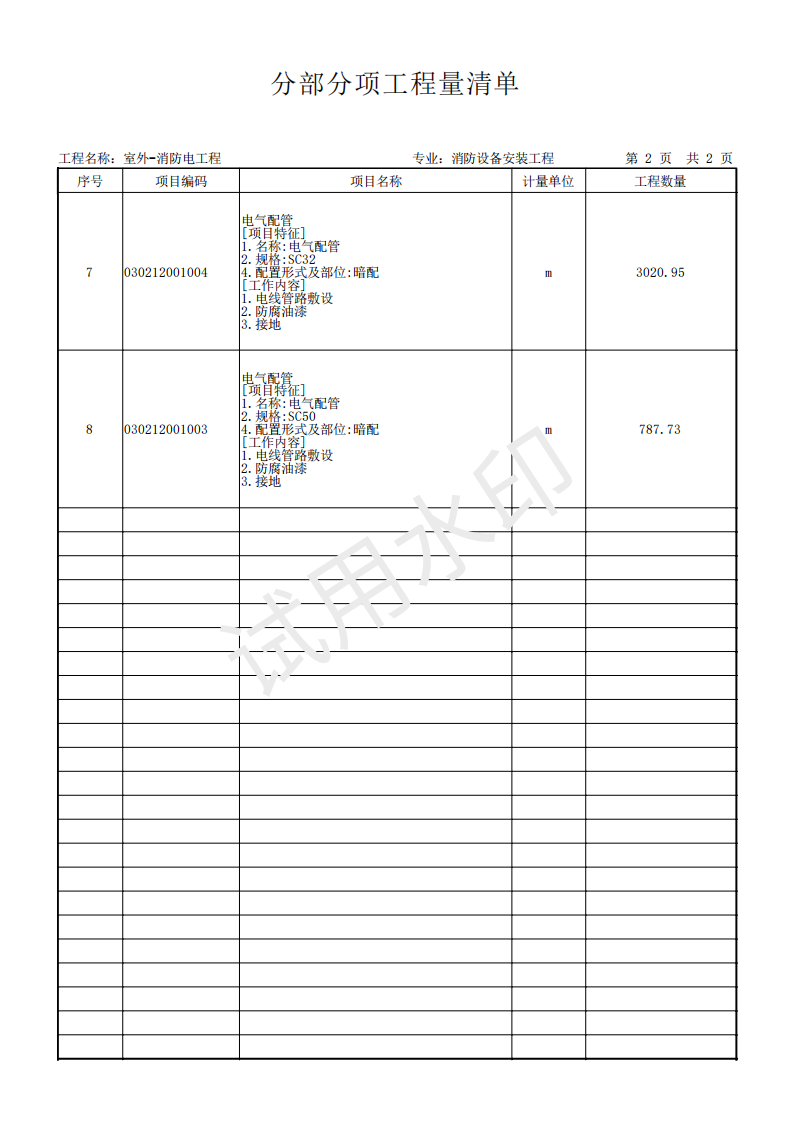 分部分项工程量清单
工程名称：室外-消防电工程 专业：消防设备安装工程 第 2 页 共 2 页
序号 项目编码 项目名称 计量单位 工程数量
电气配管
[项目特征]
1.名称:电气配管
2.规格:SC32
7 030212001004 4.配置形式及部位:暗配 m 3020.95
[工作内容]
1.电线管路敷设
2.防腐油漆
3.接地
电气配管
[项目特征]
1.名称:电气配管
2.规格:SC50
8 030212001003 4.配置形式及部位:暗配 m 787.73
[工作内容]
1.电线管路敷设
2.防腐油漆
3.接地
试用水印